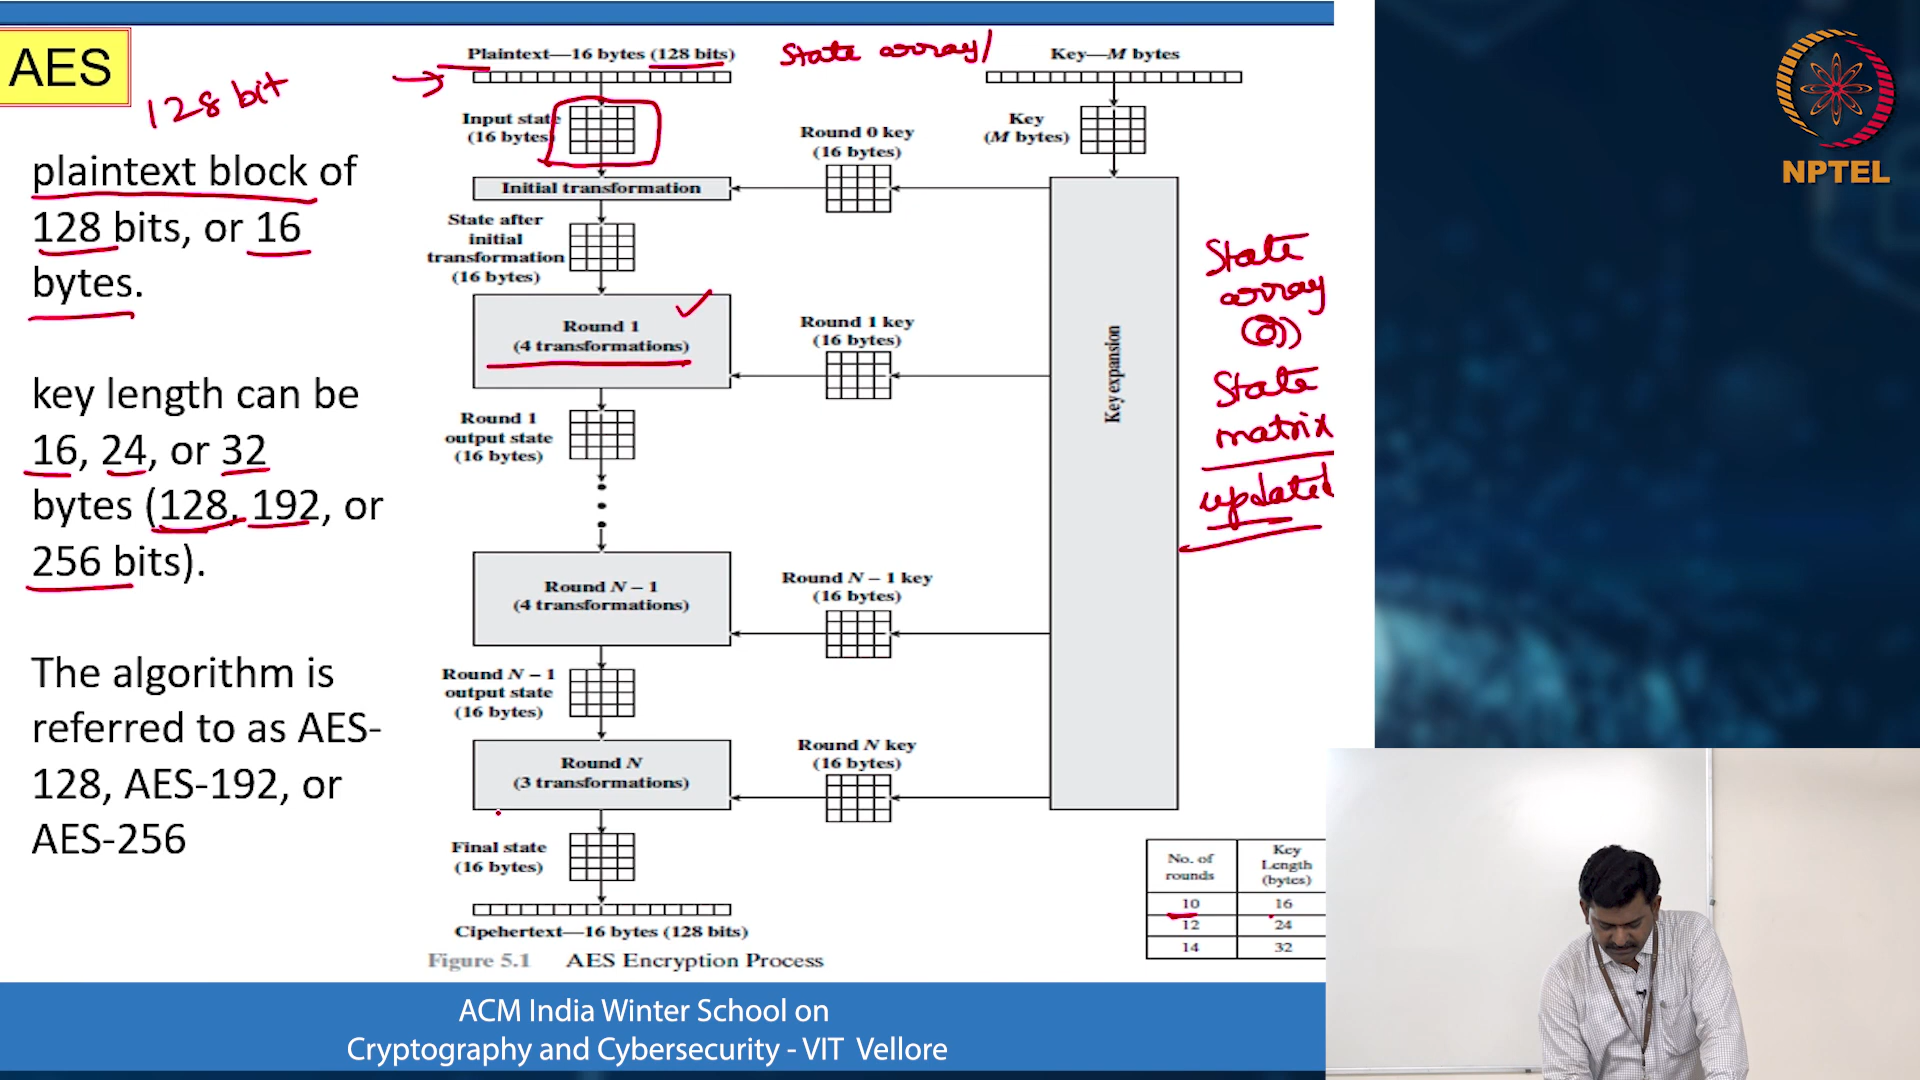 AES
128 bit
plaintext block of
128 bits, or 16
bytes.
key length can be
16, 24, or 32
bytes (128, 192, or
256 bits).
The algorithm is
referred to as AES-
128, AES-192, or
AES-256
Plaintext—16 bytes (128 bits)
State array/
Key—M bytes
Input state
(16 bytes)
Round 0 key
(16 bytes)
Key
(M bytes)
Initial transformation
State after
initial
transformation
(16 bytes)
Round 1
(4 transformations)
Round 1 key
(16 bytes)
Key expansion
State
array
State
matrix
updated
Round 1
output state
(16 bytes)
Round N – 1
(4 transformations)
Round N – 1 key
(16 bytes)
Round N – 1
output state
(16 bytes)
Round N
(3 transformations)
Round N key
(16 bytes)
Final state
(16 bytes)
Cipehertext—16 bytes (128 bits)
Figure 5.1 AES Encryption Process
No. of
rounds
Key
Length
(bytes)
10 16
12 24
14 32
NPTEL
ACM India Winter School on
Cryptography and Cybersecurity - VIT Vellore